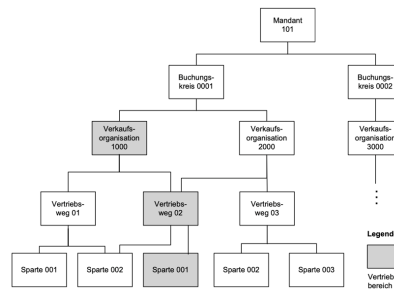 Mandant
101
Buchungs-
kreis 0001
Buchungs-
kreis 0002
Verkaufs-
organisation
1000
Verkaufs-
organisation
2000
Verkaufs-
organisation
3000
Vertriebs-
weg 01
Vertriebs-
weg 02
Vertriebs-
weg 03
Legende
Sparte 001
Sparte 002
Sparte 001
Sparte 002
Sparte 003
Vertrieb
bereich